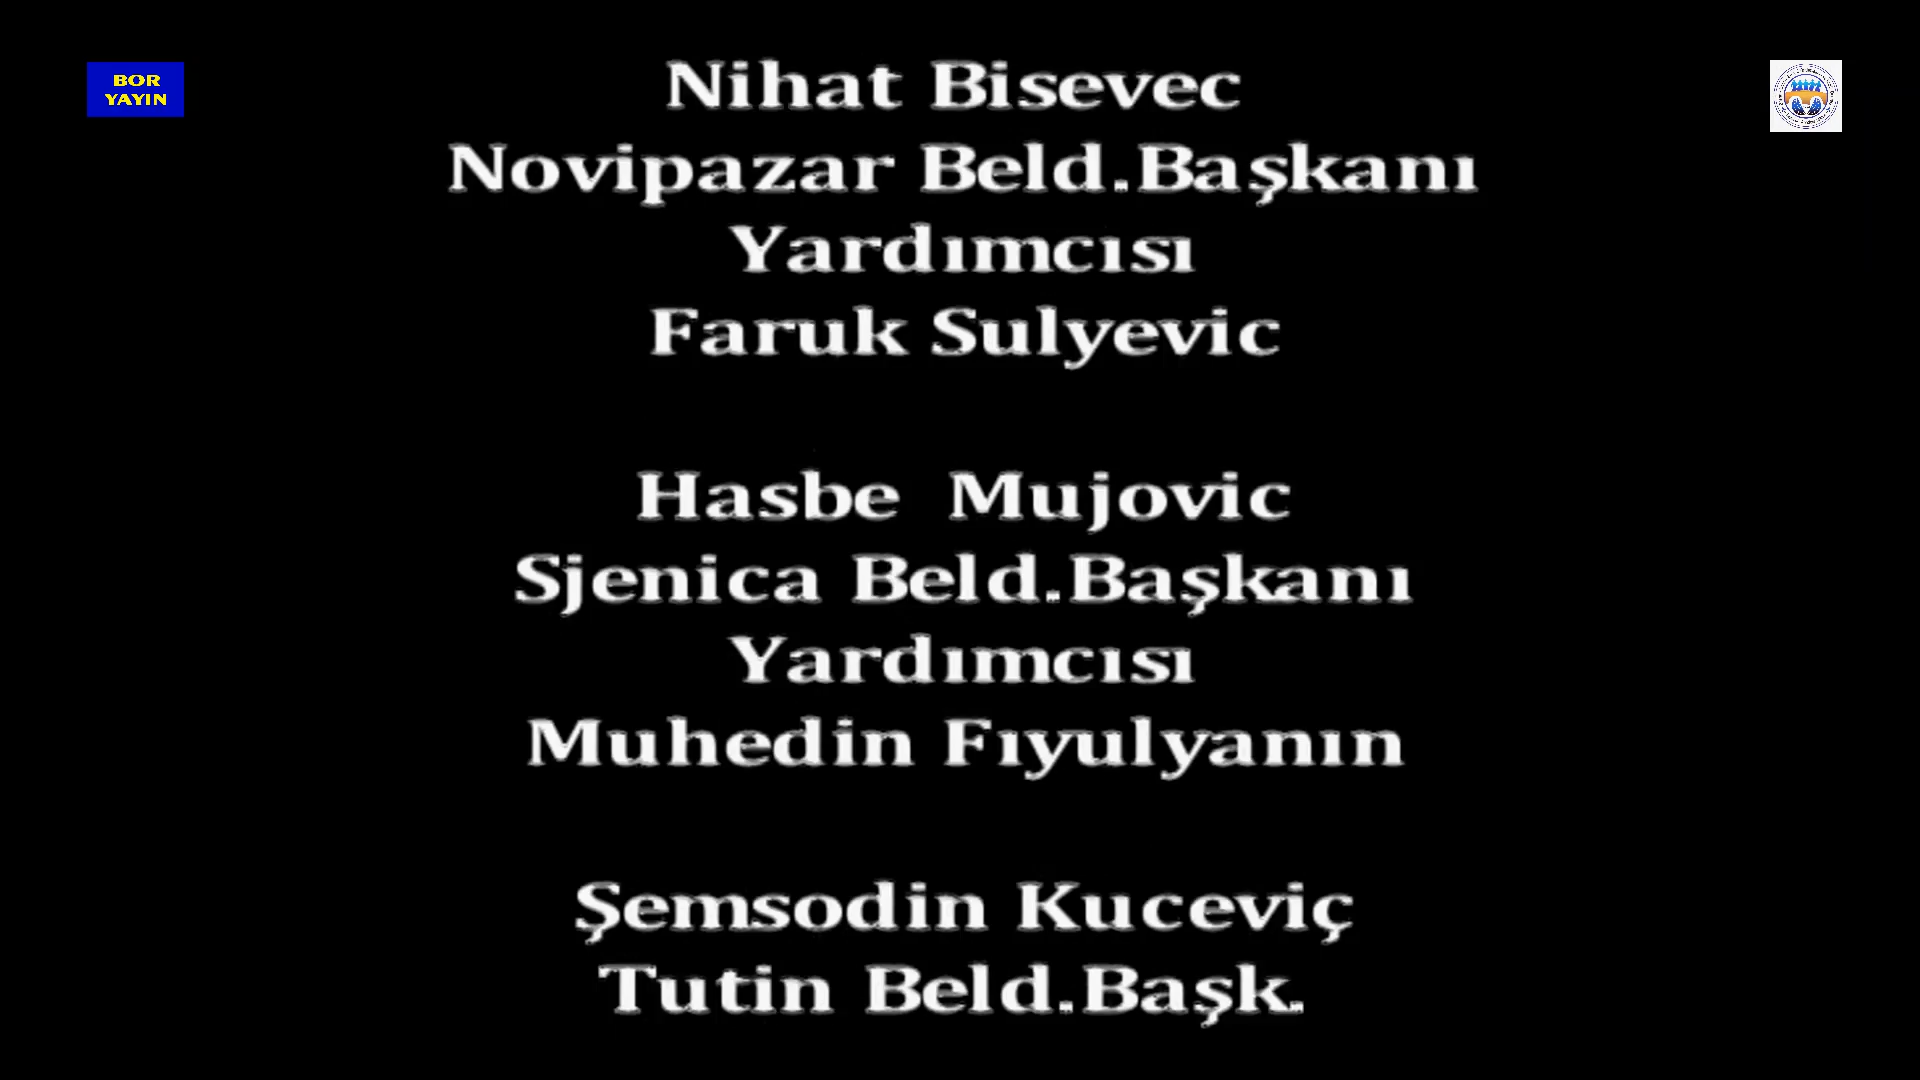 BOR
YAYIN
Nihat Bisevec
Novipazar Beld.Başkanı
Yardımcısı
Faruk Sulyevic
Hasbe Mujovic
Sjenica Beld.Başkanı
Yardımcısı
Muhedin Fıyulyanın
Şemsodin Kuceviç
Tutin Beld.Başk.